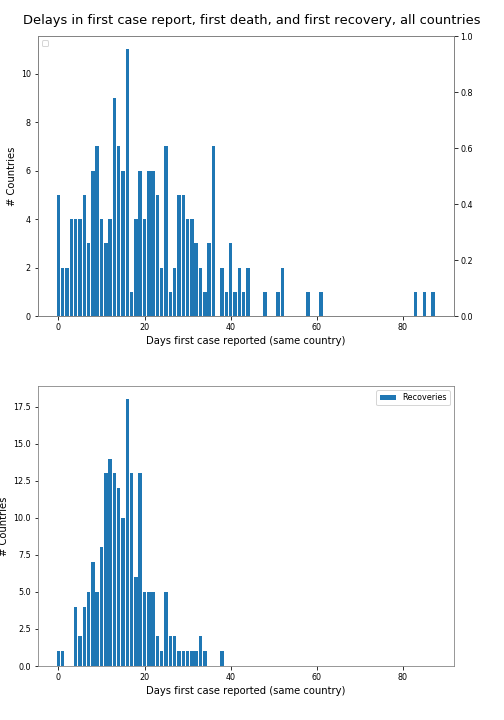 Delays in first case report, first death, and first recovery, all countries
# Countries
10
8
6
4
2
0
1.0
0.8
0.6
0.4
0.2
0.0
0 20 40 60 80
Days first case reported (same country)
# Countries
17.5
15.0
12.5
10.0
7.5
5.0
2.5
0.0
Recoveries
0 20 40 60 80
Days first case reported (same country)